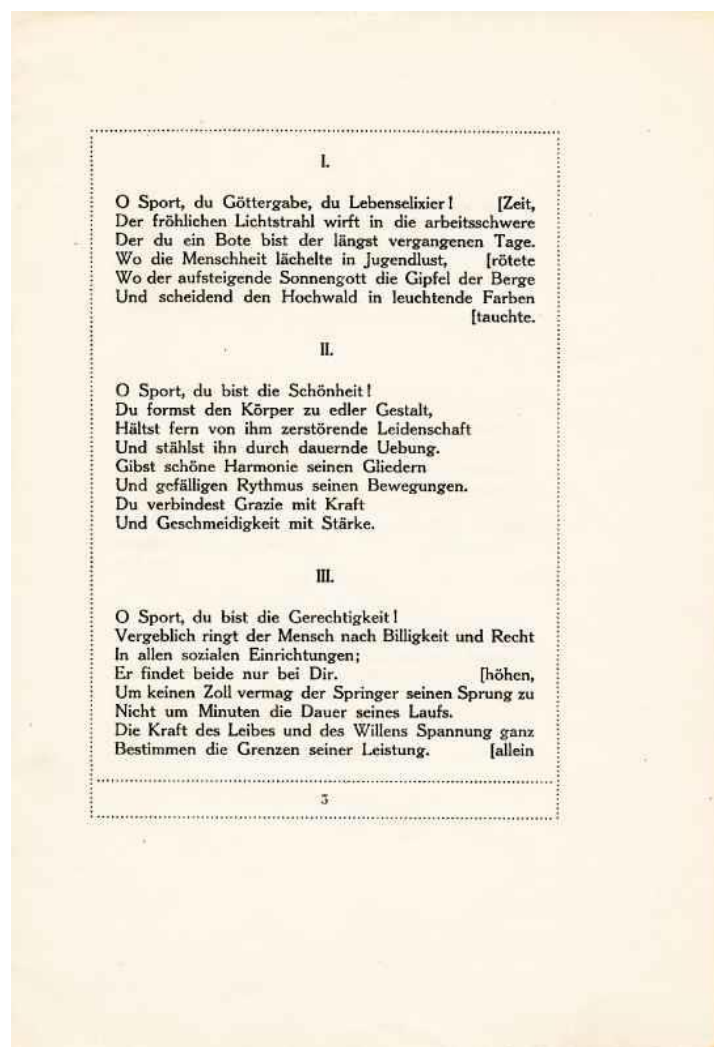 I.
O Sport, du Göttergabe, du Lebenselixier! [Zeit,
Der fröhlichen Lichtstrahl wirft in die arbeitsschwere
Der du ein Bote bist der längst vergangenen Tage.
Wo die Menschheit lächelte in Jugendlust, [rötete
Wo der aufsteigende Sonnengott die Gipfel der Berge
Und scheidend den Hochwald in leuchtende Farben
[tauchte.
II.
O Sport, du bist die Schönheit!
Du formst den Körper zu edler Gestalt,
Hältst fern von ihm zerstörende Leidenschaft
Und stählst ihn durch dauernde Uebung.
Gibst schöne Harmonie seinen Gliedern
Und gefälligen Rythmus seinen Bewegungen.
Du verbindest Grazie mit Kraft
Und Geschmeidigkeit mit Stärke.
III.
O Sport, du bist die Gerechtigkeit!
Vergeblich ringt der Mensch nach Billigkeit und Recht
In allen sozialen Einrichtungen;
Er findet beide nur bei Dir. [höhen,
Um keinen Zoll vermag der Springer seinen Sprung zu
Nicht um Minuten die Dauer seines Laufs.
Die Kraft des Leibes und des Willens Spannung ganz
Bestimmen die Grenzen seiner Leistung. [allein
3